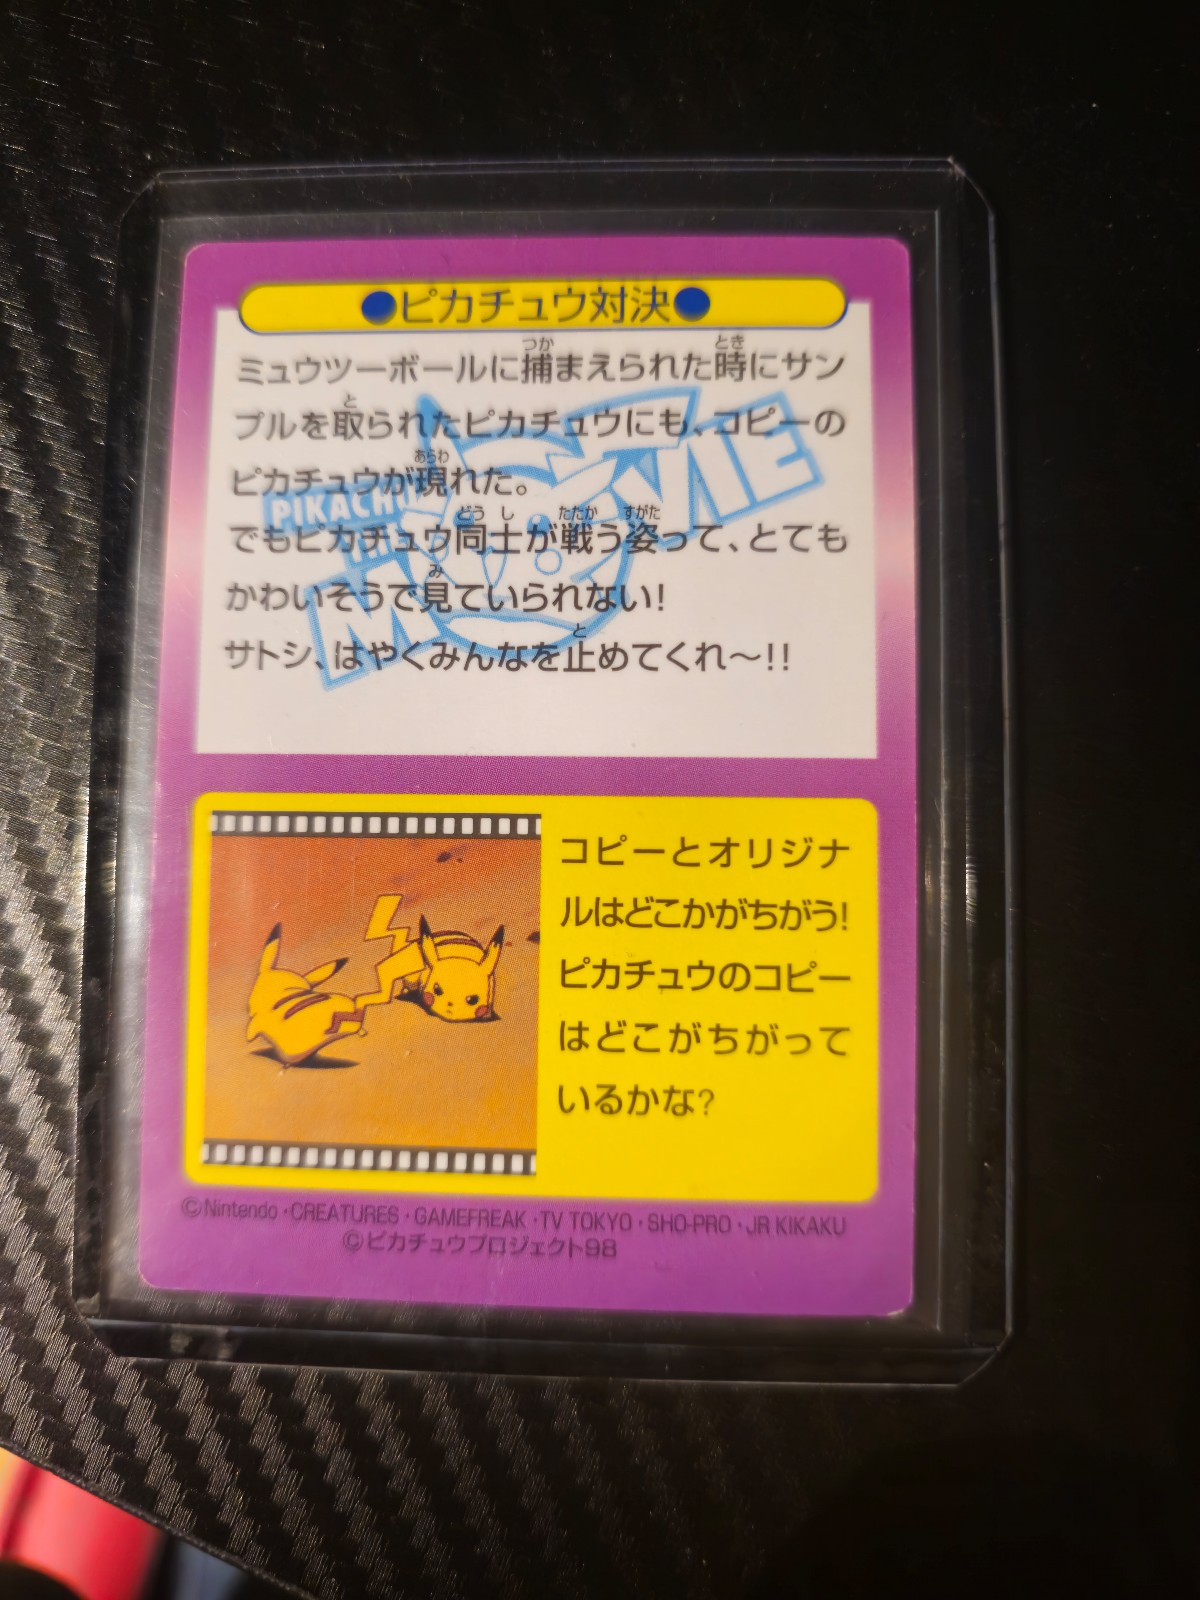 ●ピカチュウ対決●
ミュウツーボールに捕まえられた時にサン
プルを取られたピカチュウにも、コピーの
ピカチュウが現れた。
でもピカチュウ同士が戦う姿って、とても
かわいそうで見ていられない!
サトシ、はやくみんなを止めてくれ〜!!
PIKACHU
THE
MOVIE
コピーとオリジナ
ルはどこかがちがう!
ピカチュウのコピー
はどこがちがって
いるかな?
©Nintendo・CREATURES・GAMEFREAK・TV TOKYO・SHO-PRO・JR KIKAKU
©ピカチュウプロジェクト98